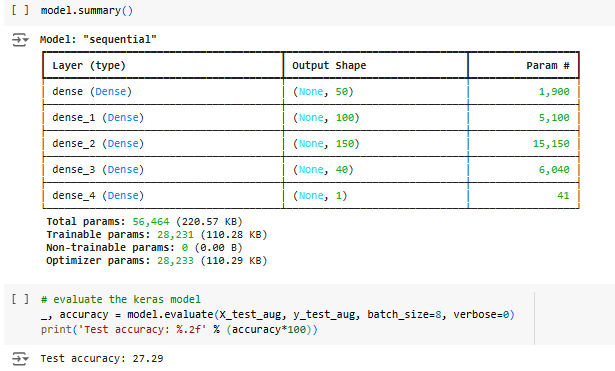 [ ] model.summary()
Model: "sequential"
Layer (type) Output Shape Param #
dense (Dense) (None, 50) 1,900
dense_1 (Dense) (None, 100) 5,100
dense_2 (Dense) (None, 150) 15,150
dense_3 (Dense) (None, 40) 6,040
dense_4 (Dense) (None, 1) 41
Total params: 56,464 (220.57 KB)
Trainable params: 28,231 (110.28 KB)
Non-trainable params: 0 (0.00 B)
Optimizer params: 28,233 (110.29 KB)
[ ] # evaluate the keras model
_, accuracy = model.evaluate(X_test_aug, y_test_aug, batch_size=8, verbose=0)
print('Test accuracy: %.2f' % (accuracy*100))
Test accuracy: 27.29